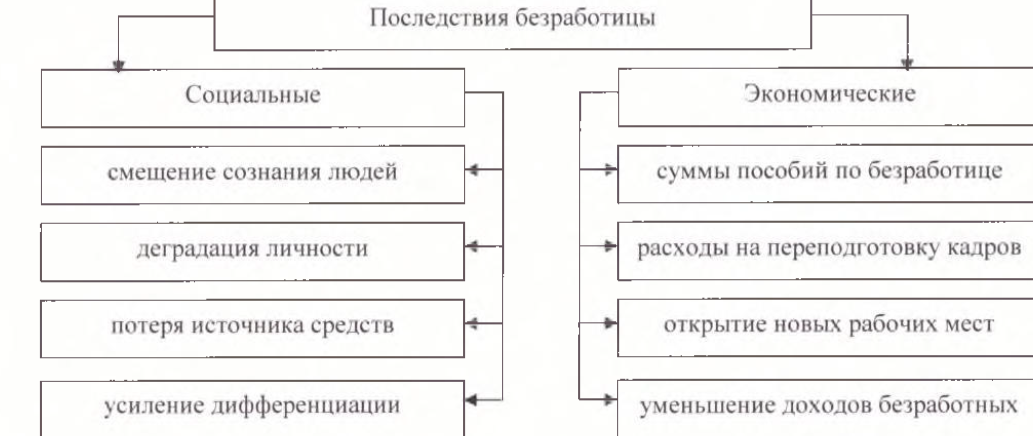 Последствия безработицы
Социальные
смещение сознания людей
деградация личности
потеря источника средств
усиление дифференциации
Экономические
суммы пособий по безработице
расходы на переподготовку кадров
открытие новых рабочих мест
уменьшение доходов безработных